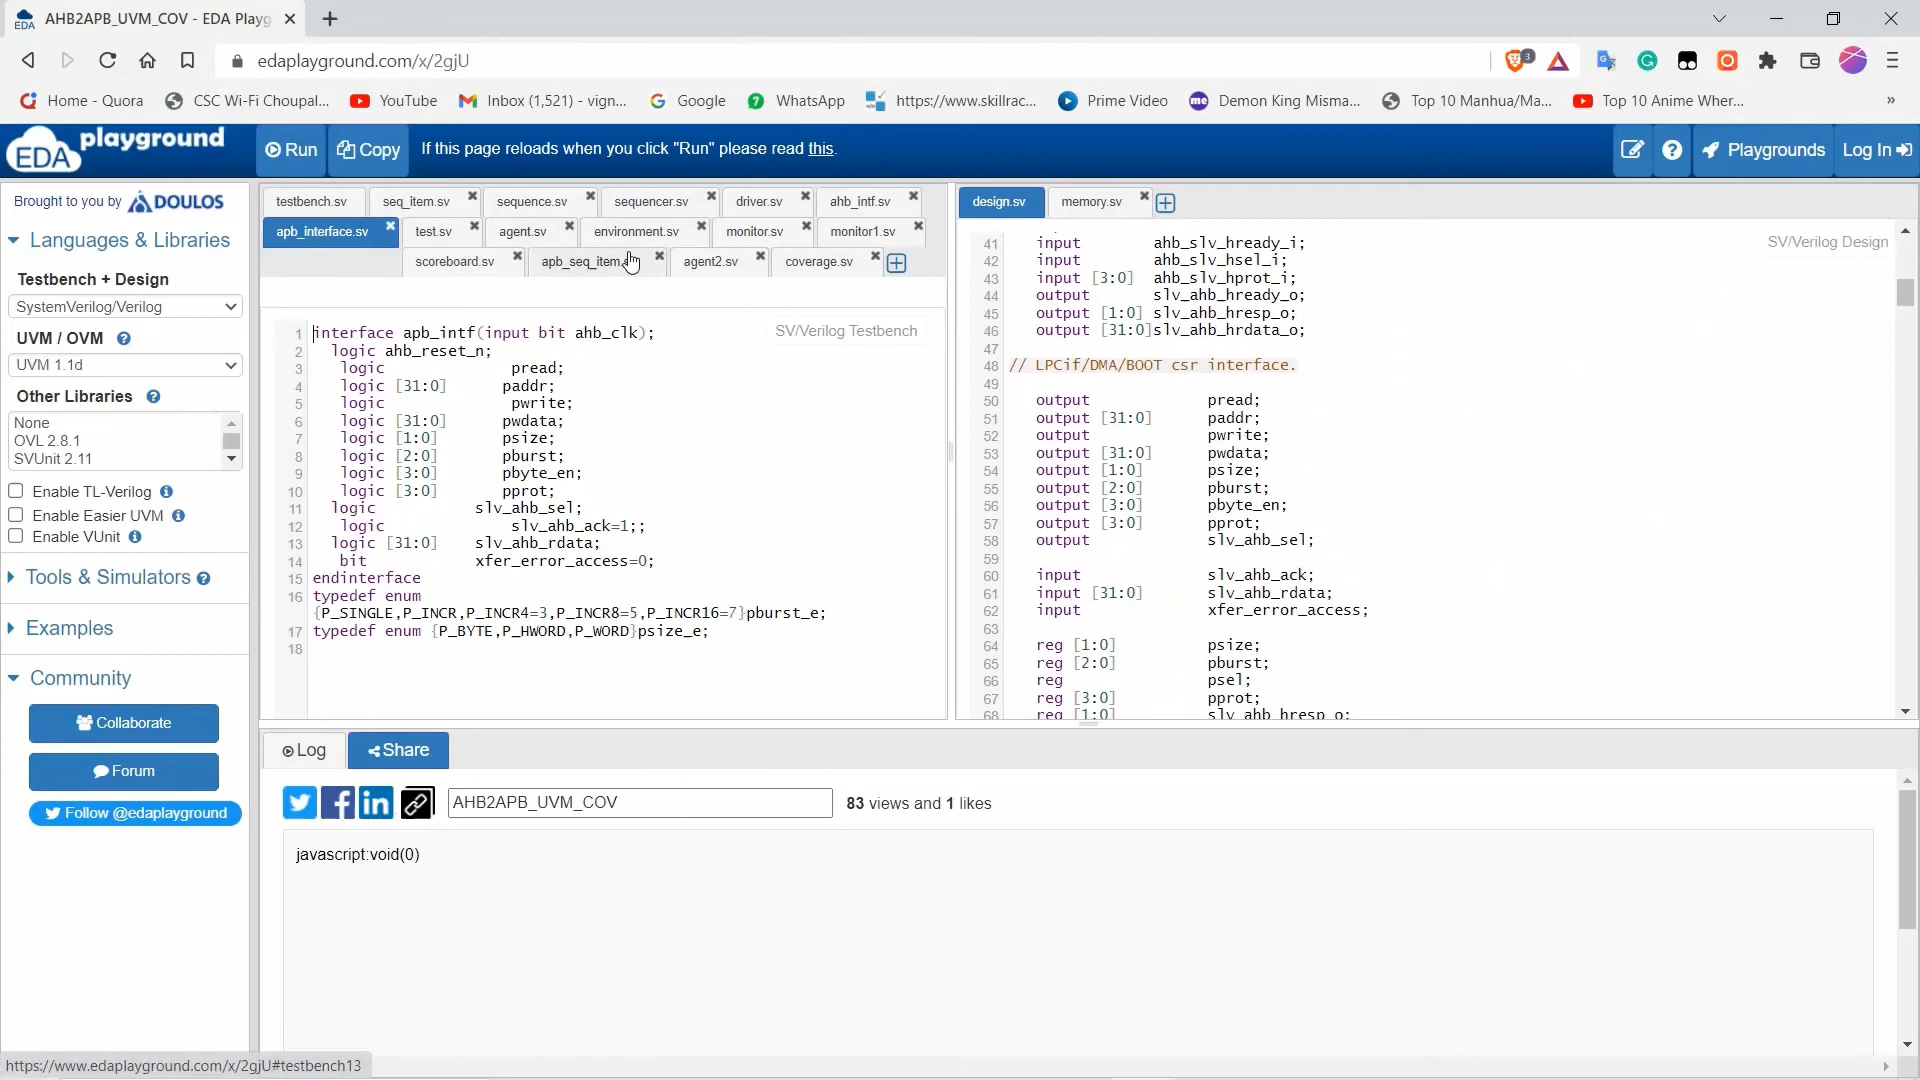 AHB2APB_UVM_COV - EDA Playg
edaplayground.com/x/2gjU
3
Home - Quora
CSC Wi-Fi Choupal...
YouTube
Inbox (1,521) - vign...
Google
WhatsApp
https://www.skillrac...
Prime Video
me
Demon King Misma...
Top 10 Manhua/Ma...
Top 10 Anime Wher...
»
EDA playground
Run
Copy
If this page reloads when you click "Run" please read this.
Playgrounds
Log In
Brought to you by DOULOS
Languages & Libraries
Testbench + Design
SystemVerilog/Verilog
UVM / OVM
UVM 1.1d
Other Libraries
None
OVL 2.8.1
SVUnit 2.11
Enable TL-Verilog
Enable Easier UVM
Enable VUnit
Tools & Simulators
Examples
Community
Collaborate
Forum
Follow @edaplayground
testbench.sv seq_item.sv sequence.sv sequencer.sv driver.sv ahb_intf.sv
apb_interface.sv test.sv agent.sv environment.sv monitor.sv monitor1.sv
scoreboard.sv apb_seq_item. agent2.sv coverage.sv
SV/Verilog Testbench
1 interface apb_intf(input bit ahb_clk);
2 logic ahb_reset_n;
3 logic pread;
4 logic [31:0] paddr;
5 logic pwrite;
6 logic [31:0] pwdata;
7 logic [1:0] psize;
8 logic [2:0] pburst;
9 logic [3:0] pbyte_en;
10 logic [3:0] pprot;
11 logic slv_ahb_sel;
12 logic slv_ahb_ack=1;;
13 logic [31:0] slv_ahb_rdata;
14 bit xfer_error_access=0;
15 endinterface
16 typedef enum
{P_SINGLE,P_INCR,P_INCR4=3,P_INCR8=5,P_INCR16=7}pburst_e;
17 typedef enum {P_BYTE,P_HWORD,P_WORD}psize_e;
18
design.sv memory.sv
SV/Verilog Design
41 input ahb_slv_hready_i;
42 input ahb_slv_hsel_i;
43 input [3:0] ahb_slv_hprot_i;
44 output slv_ahb_hready_o;
45 output [1:0] slv_ahb_hresp_o;
46 output [31:0]slv_ahb_hrdata_o;
47
48 // LPCif/DMA/BOOT csr interface.
49
50 output pread;
51 output [31:0] paddr;
52 output pwrite;
53 output [31:0] pwdata;
54 output [1:0] psize;
55 output [2:0] pburst;
56 output [3:0] pbyte_en;
57 output [3:0] pprot;
58 output slv_ahb_sel;
59
60 input slv_ahb_ack;
61 input [31:0] slv_ahb_rdata;
62 input xfer_error_access;
63
64 reg [1:0] psize;
65 reg [2:0] pburst;
66 reg psel;
67 reg [3:0] pprot;
68 reg [1:0] slv_ahb_hresp_o;
Log
Share
AHB2APB_UVM_COV
83 views and 1 likes
javascript:void(0)
https://www.edaplayground.com/x/2gjU#testbench13